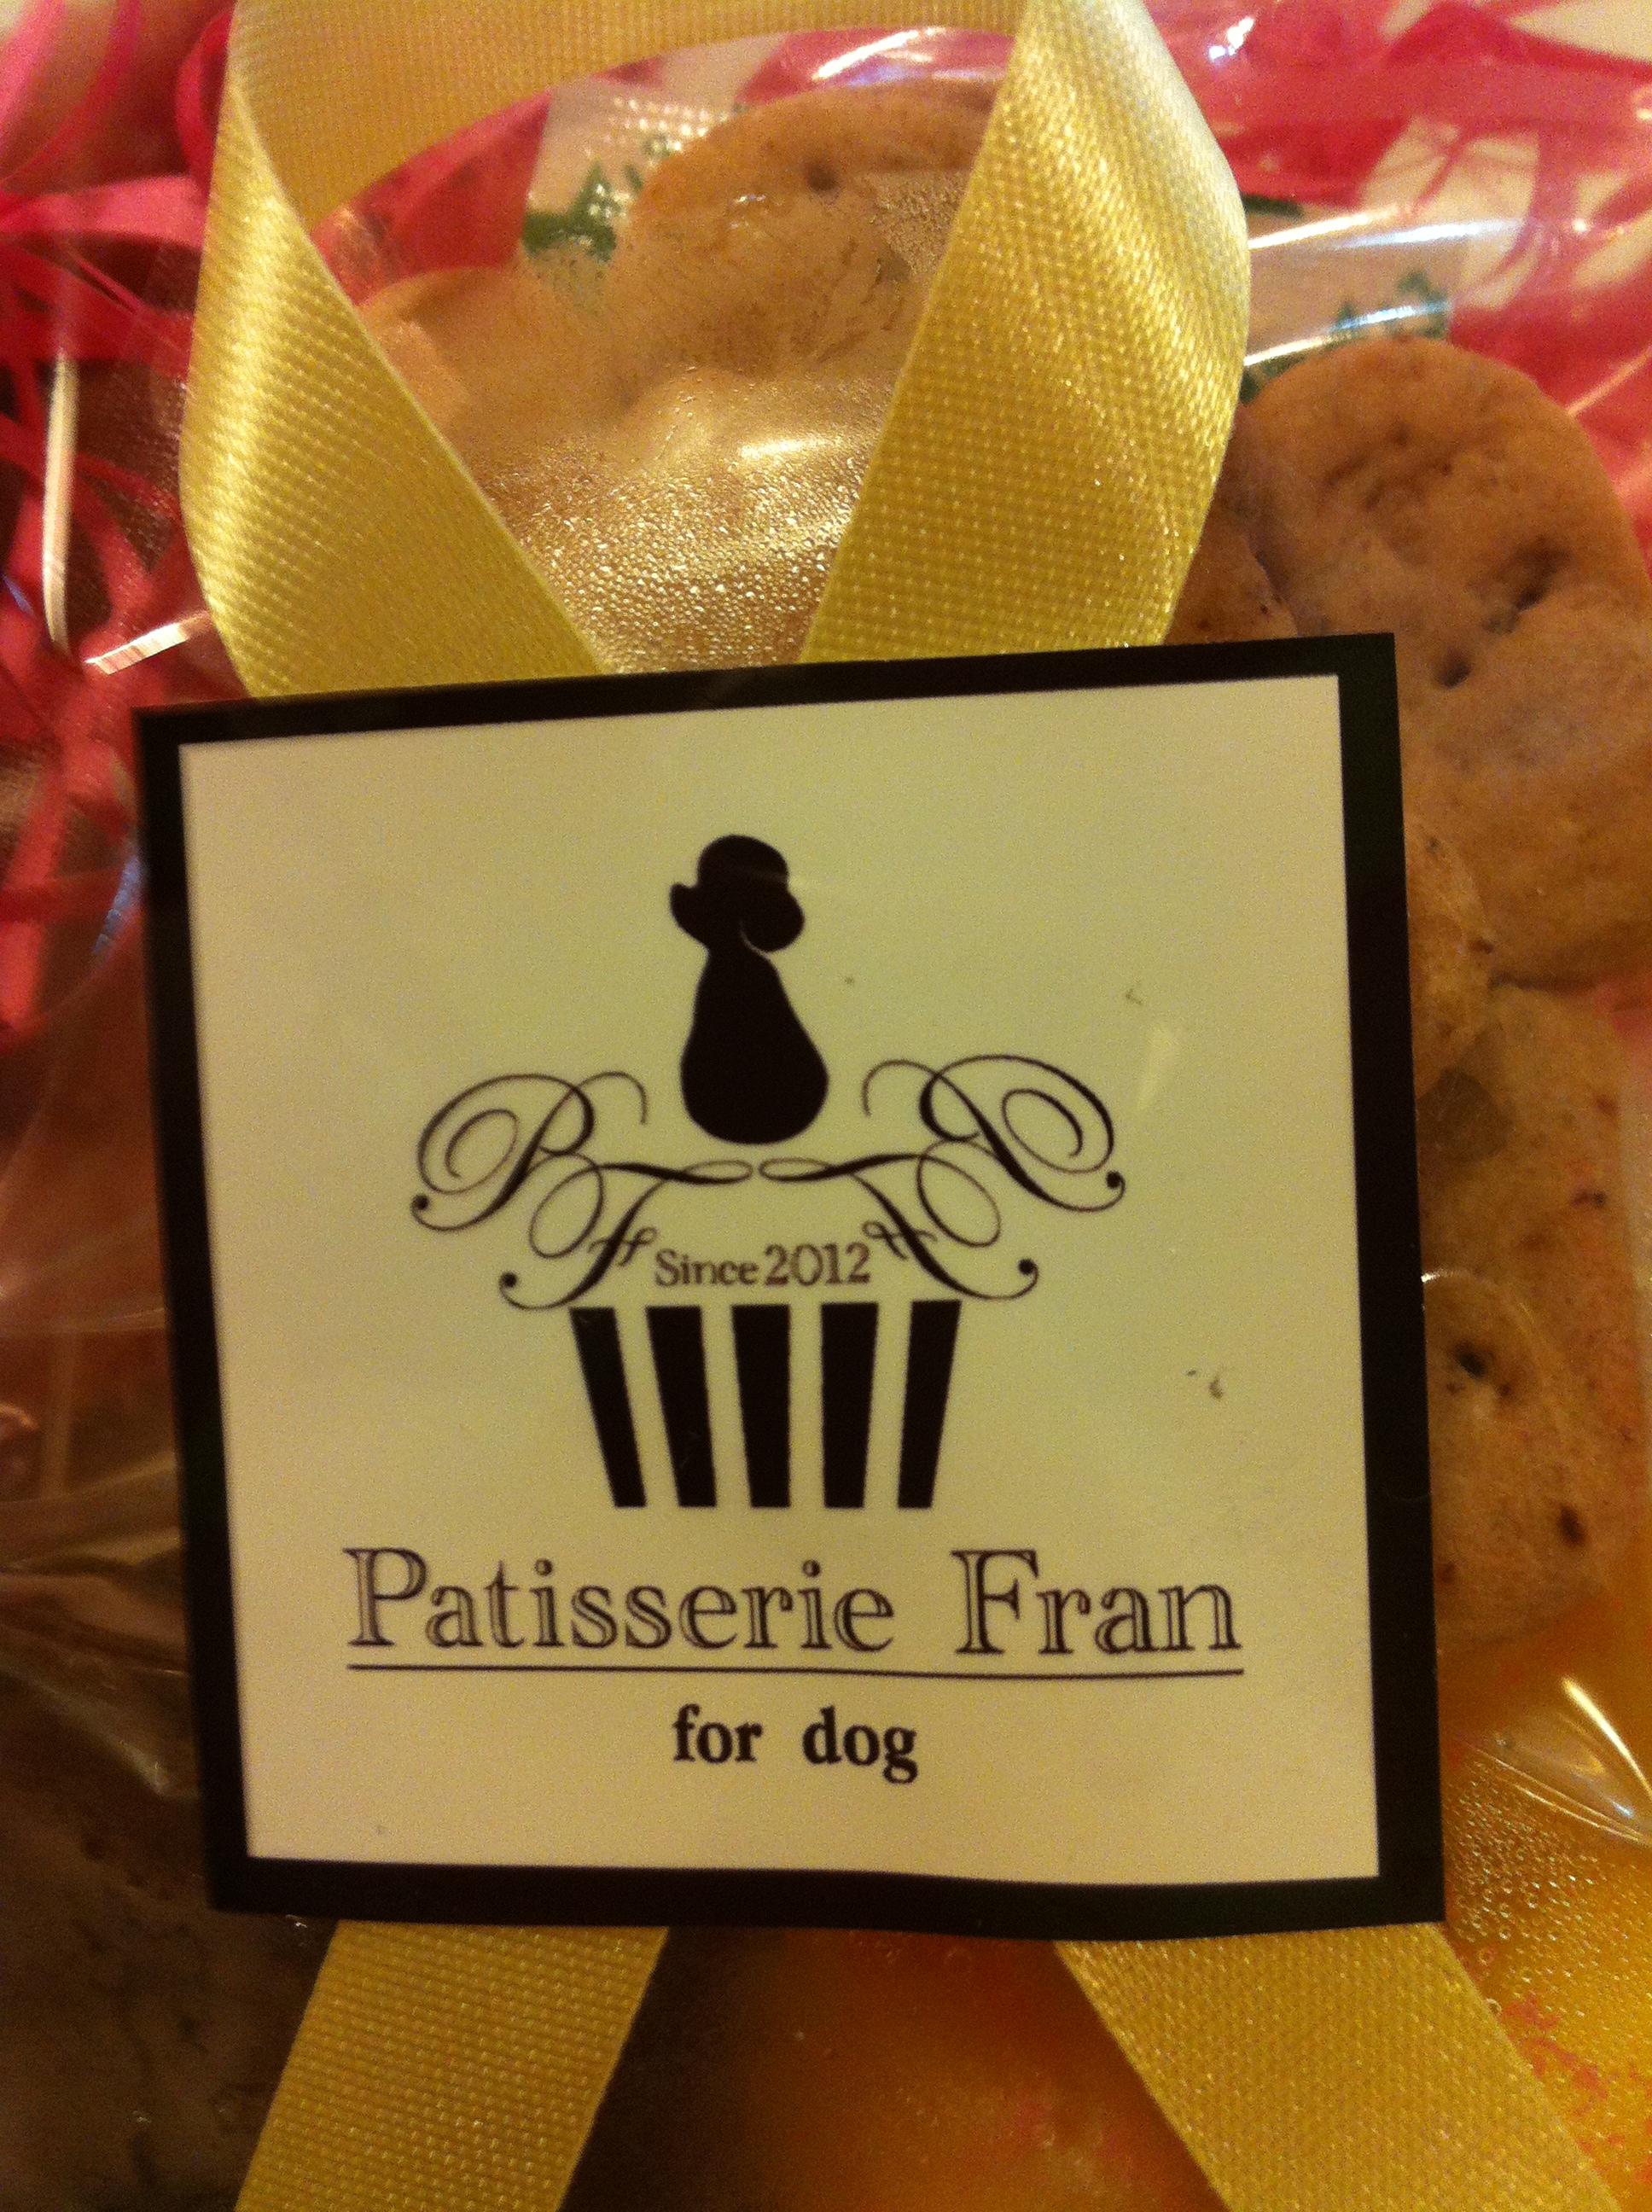 Since 2012
Patisserie Fran
for dog